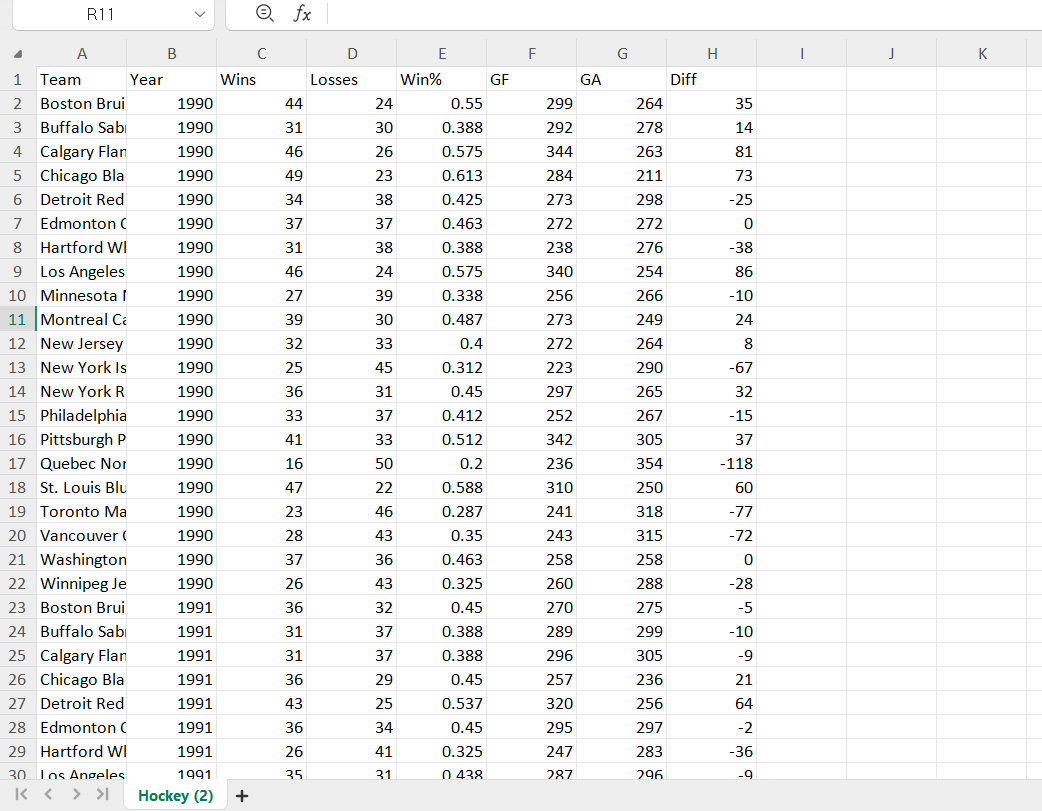 R11 fx
A B C D E F G H I J K
1 Team Year Wins Losses Win% GF GA Diff
2 Boston Brui 1990 44 24 0.55 299 264 35
3 Buffalo Sab 1990 31 30 0.388 292 278 14
4 Calgary Flan 1990 46 26 0.575 344 263 81
5 Chicago Bla 1990 49 23 0.613 284 211 73
6 Detroit Red 1990 34 38 0.425 273 298 -25
7 Edmonton 1990 37 37 0.463 272 272 0
8 Hartford Wl 1990 31 38 0.388 238 276 -38
9 Los Angeles 1990 46 24 0.575 340 254 86
10 Minnesota 1990 27 39 0.338 256 266 -10
11 Montreal Ca 1990 39 30 0.487 273 249 24
12 New Jersey 1990 32 33 0.4 272 264 8
13 New York Is 1990 25 45 0.312 223 290 -67
14 New York R 1990 36 31 0.45 297 265 32
15 Philadelphia 1990 33 37 0.412 252 267 -15
16 Pittsburgh P 1990 41 33 0.512 342 305 37
17 Quebec Nor 1990 16 50 0.2 236 354 -118
18 St. Louis Blu 1990 47 22 0.588 310 250 60
19 Toronto Ma 1990 23 46 0.287 241 318 -77
20 Vancouver 1990 28 43 0.35 243 315 -72
21 Washington 1990 37 36 0.463 258 258 0
22 Winnipeg Je 1990 26 43 0.325 260 288 -28
23 Boston Brui 1991 36 32 0.45 270 275 -5
24 Buffalo Sab 1991 31 37 0.388 289 299 -10
25 Calgary Flan 1991 31 37 0.388 296 305 -9
26 Chicago Bla 1991 36 29 0.45 257 236 21
27 Detroit Red 1991 43 25 0.537 320 256 64
28 Edmonton 1991 36 34 0.45 295 297 -2
29 Hartford Wl 1991 26 41 0.325 247 283 -36
30 Los Angeles 1991 35 31 0.438 287 296 -9
Hockey (2) +